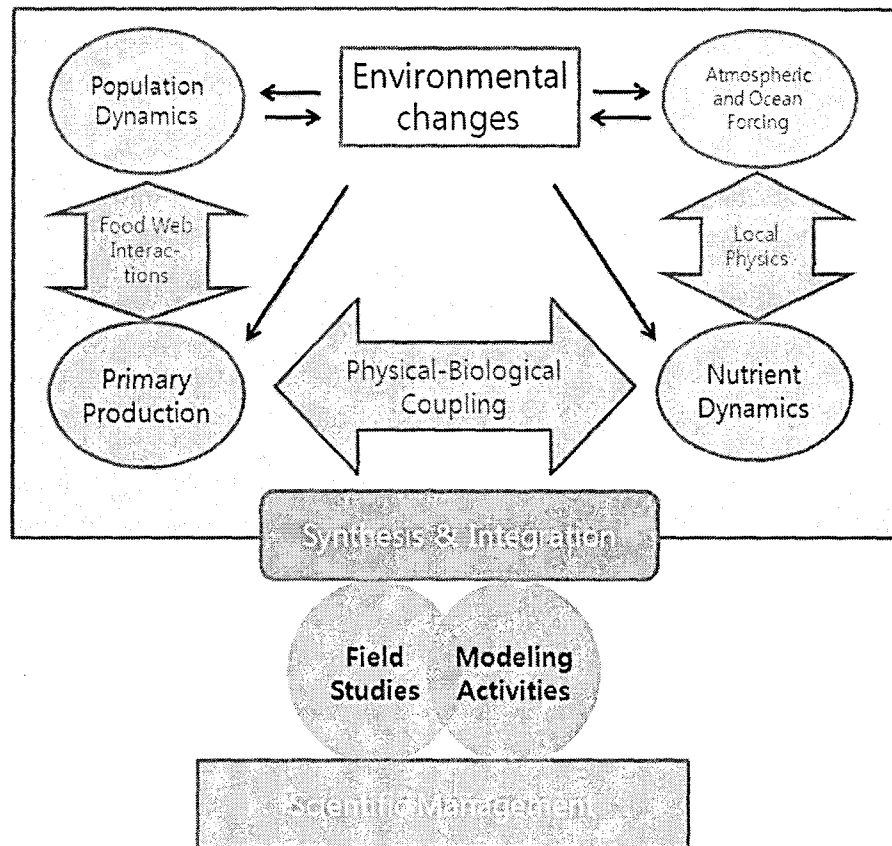 Population
Dynamics
Environmental
changes
Atmospheric
and Ocean
Forcing
Food Web
Interac-
tions
Local
Physics
Primary
Production
Physical-Biological
Coupling
Nutrient
Dynamics
Synthesis & Integration
Field
Studies
Modeling
Activities
Scientific Management